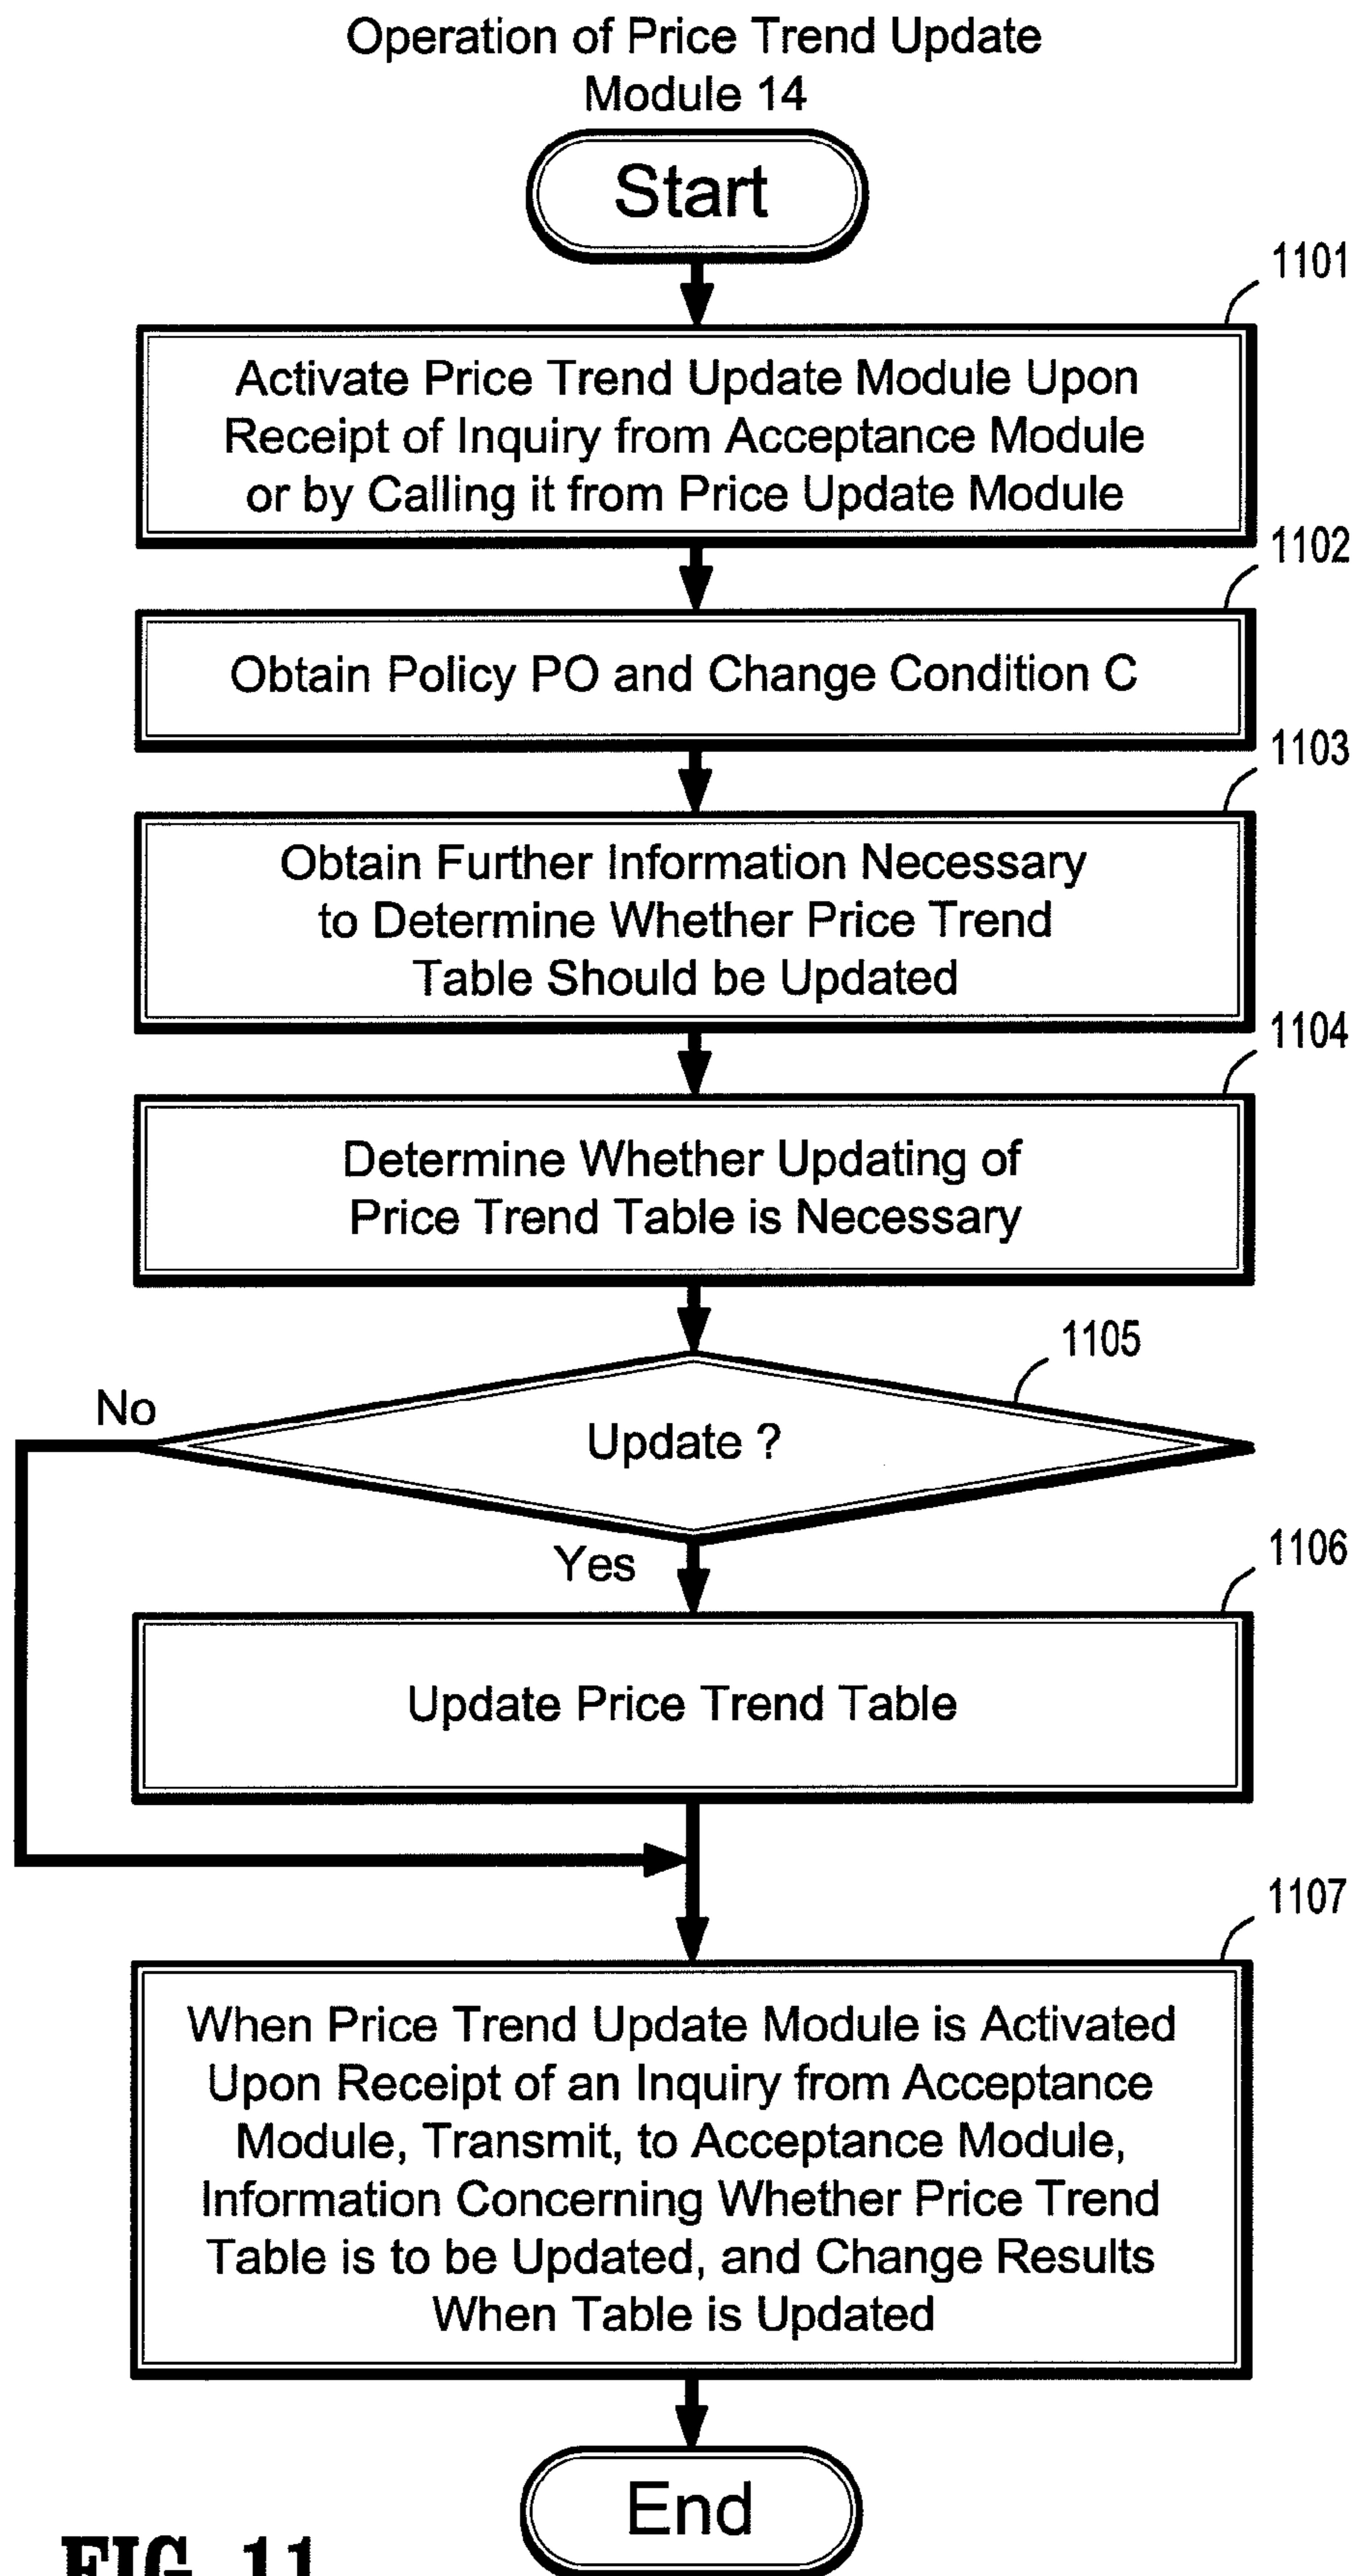 Operation of Price Trend Update
Module 14
Start
1101
Activate Price Trend Update Module Upon
Receipt of Inquiry from Acceptance Module
or by Calling it from Price Update Module
1102
Obtain Policy PO and Change Condition C
1103
Obtain Further Information Necessary
to Determine Whether Price Trend
Table Should be Updated
1104
Determine Whether Updating of
Price Trend Table is Necessary
1105
No
Update ?
Yes
1106
Update Price Trend Table
1107
When Price Trend Update Module is Activated
Upon Receipt of an Inquiry from Acceptance
Module, Transmit, to Acceptance Module,
Information Concerning Whether Price Trend
Table is to be Updated, and Change Results
When Table is Updated
End
FIG. 11